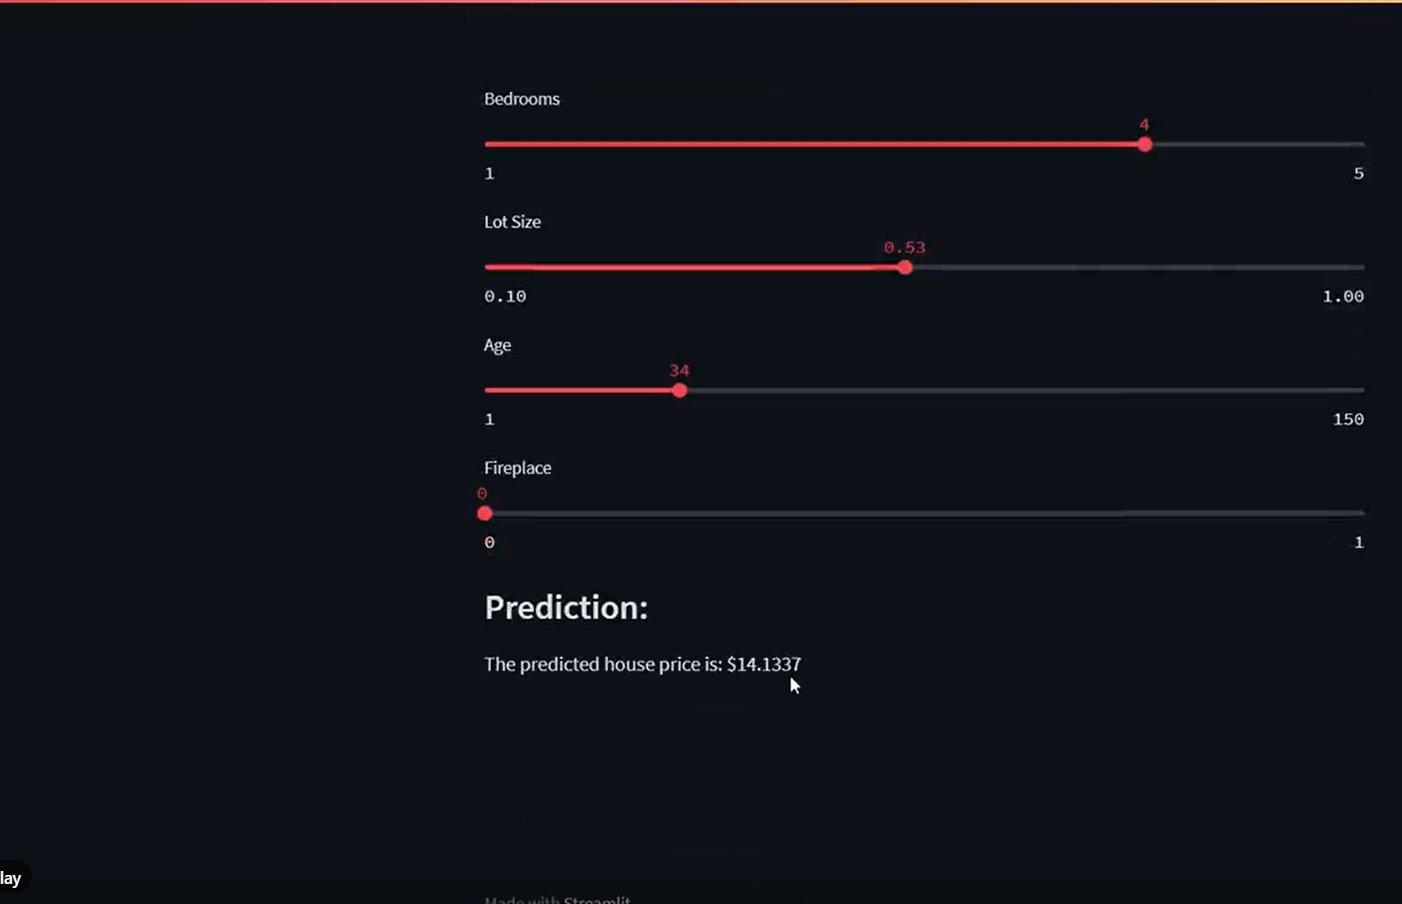 Bedrooms
4
1 5
Lot Size
0.53
0.10 1.00
Age
34
1 150
Fireplace
0
0 1
Prediction:
The predicted house price is: $14.1337
lay
Made with Streamlit